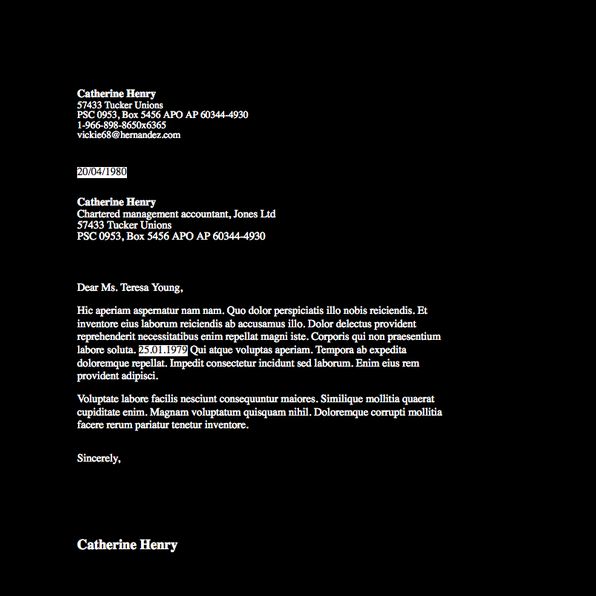 Catherine Henry
57433 Tucker Unions
PSC 0953, Box 5456 APO AP 60344-4930
1-966-898-8650x6365
vickie68@hernandez.com
20/04/1980
Catherine Henry
Chartered management accountant, Jones Ltd
57433 Tucker Unions
PSC 0953, Box 5456 APO AP 60344-4930
Dear Ms. Teresa Young,
Hic aperiam aspernatur nam nam. Quo dolor perspiciatis illo nobis reiciendis. Et
inventore eius laborum reiciendis ab accusamus illo. Dolor delectus provident
reprehenderit necessitatibus enim repellat magni iste. Corporis qui non praesentium
labore soluta. 25.01.1979 Qui atque voluptas aperiam. Tempora ab expedita
doloremque repellat. Impedit consectetur incidunt sed laborum. Enim eius rem
provident adipisci.
Voluptate labore facilis nesciunt consequuntur maiores. Similique mollitia quaerat
cupiditate enim. Magnam voluptatum quisquam nihil. Doloremque corrupti mollitia
facere rerum pariatur tenetur inventore.
Sincerely,
Catherine Henry